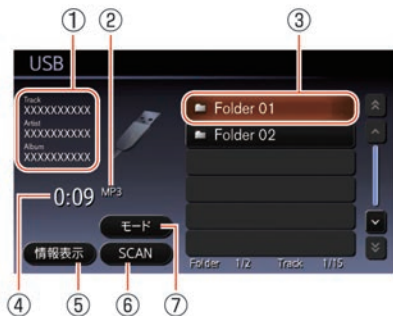 ① ② ③
USB
Track
XXXXXXXXXX
Artist
XXXXXXXXXX
Album
XXXXXXXXXX
Folder 01
Folder 02
0:09 MP3
モード
情報表示 SCAN
Folder 1/2 Track 1/15
④ ⑤ ⑥ ⑦